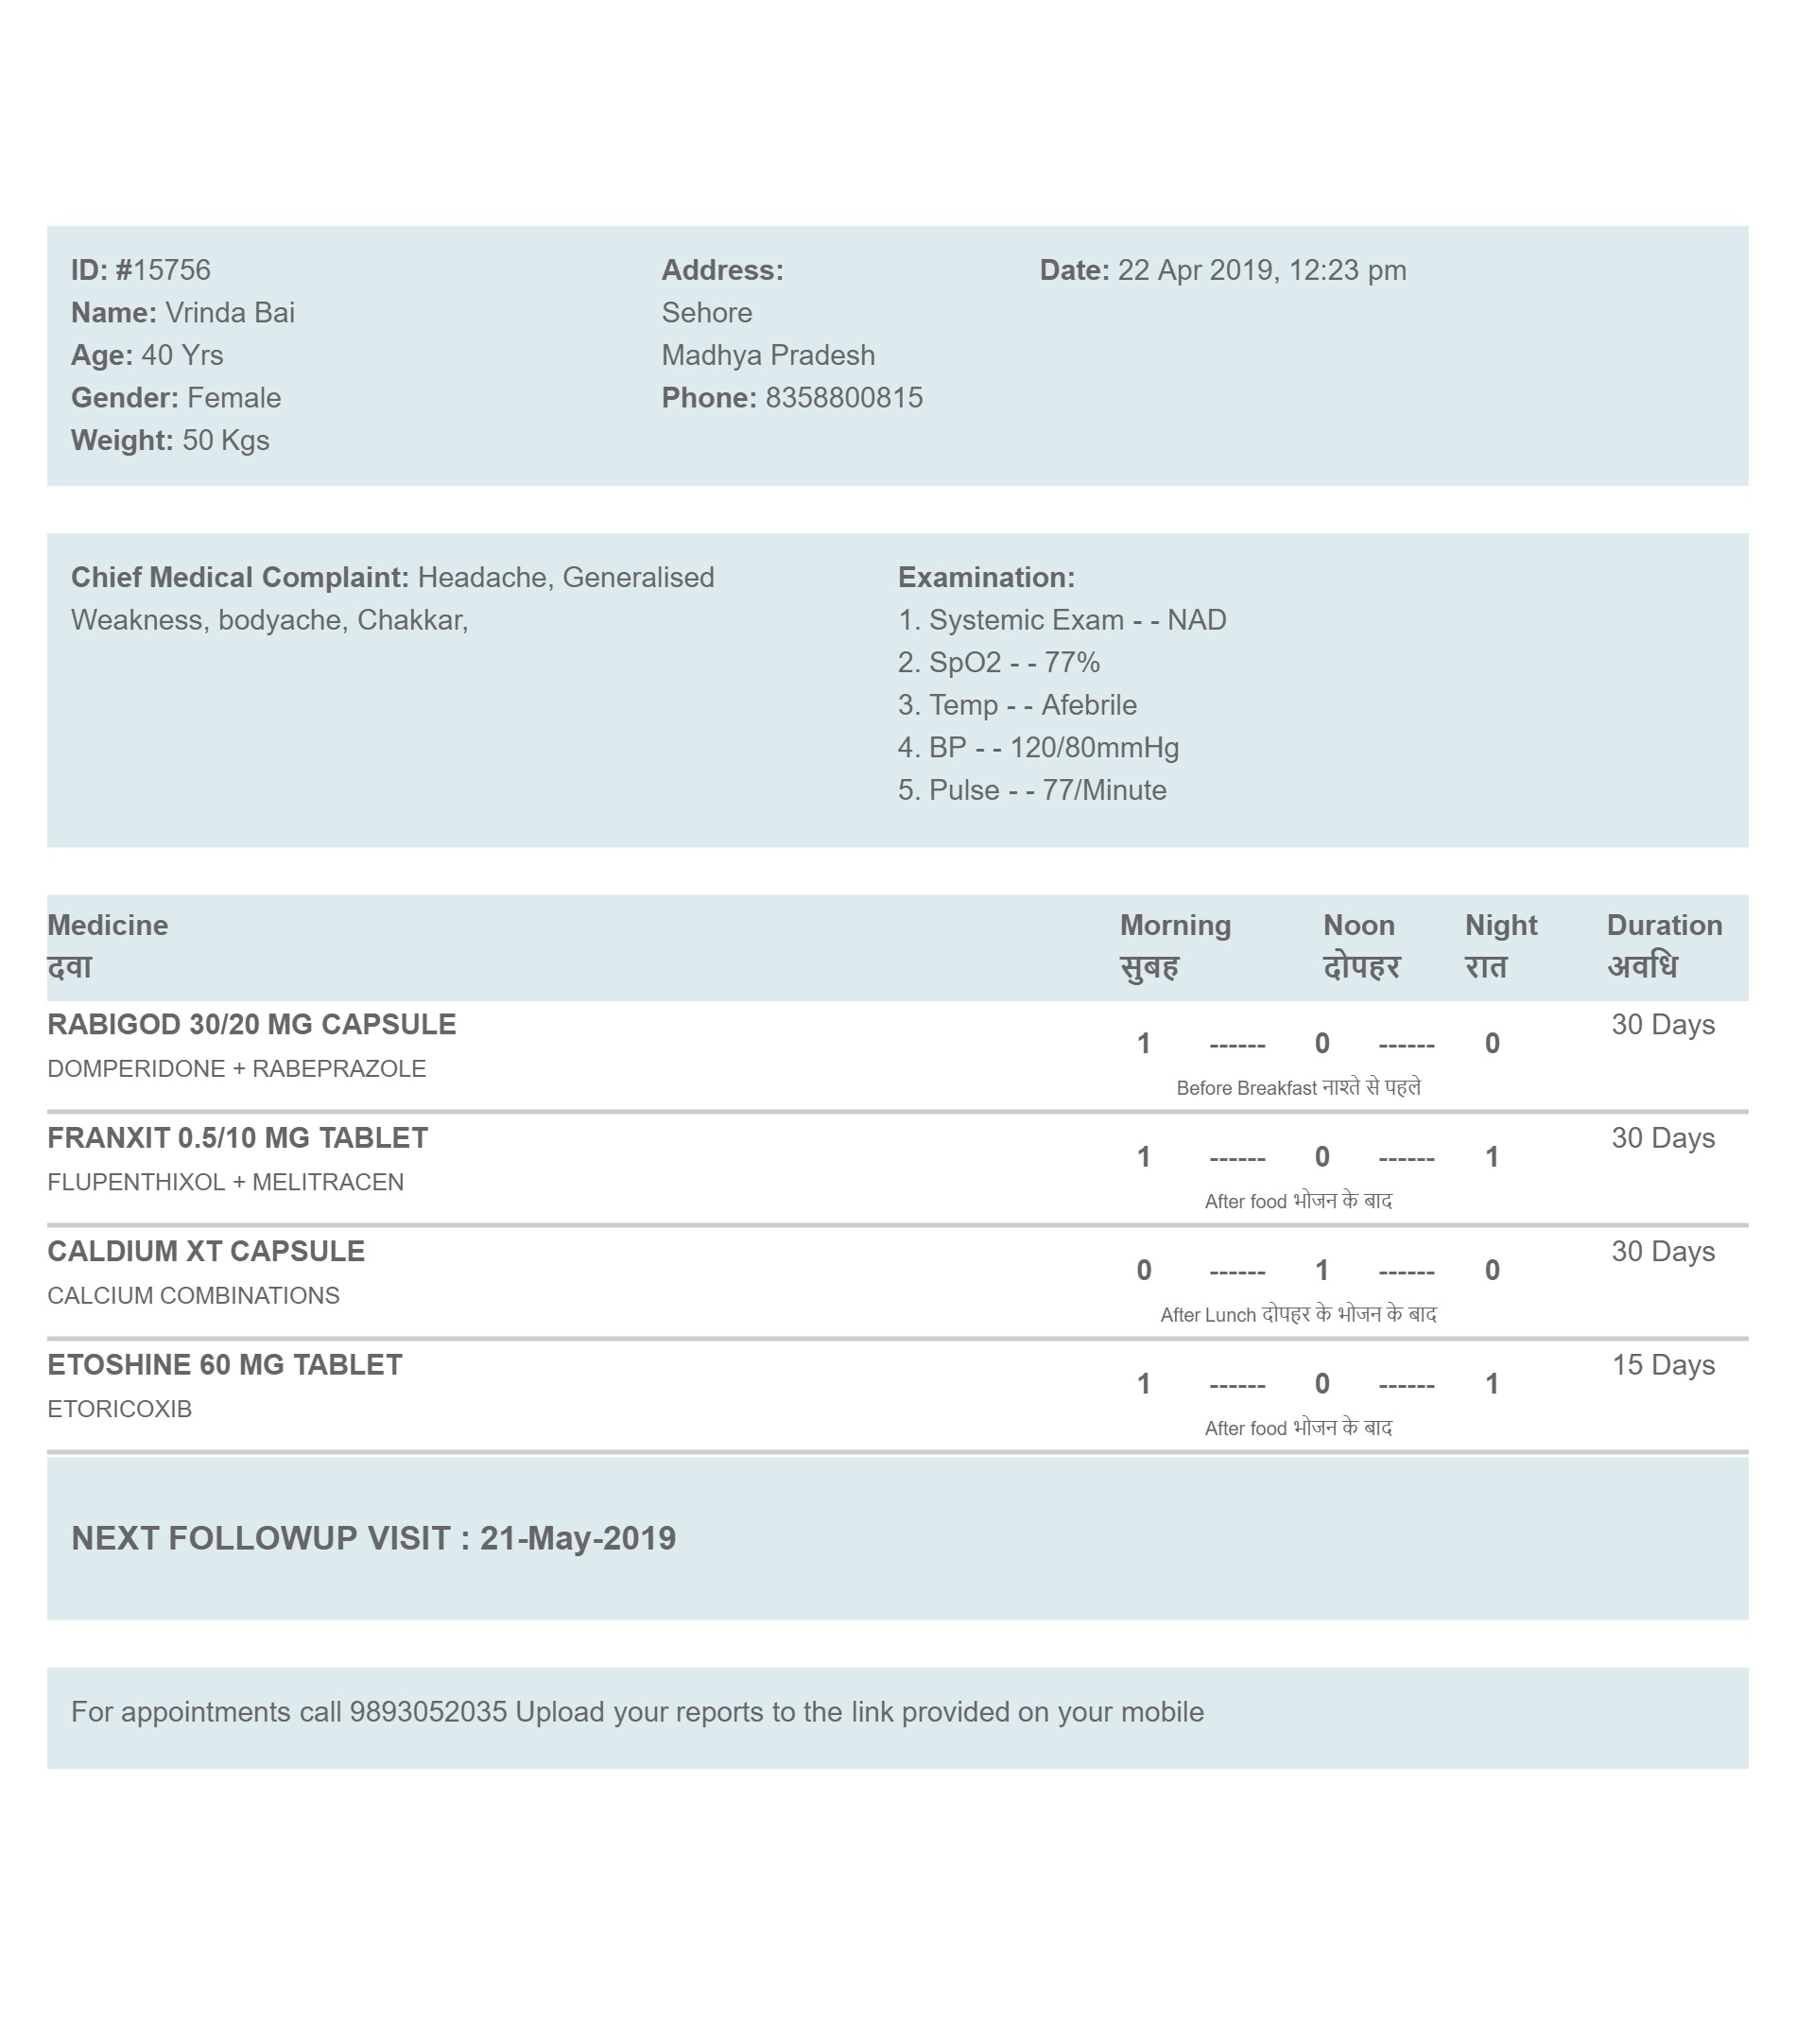 ID: #15756
Name: Vrinda Bai
Age: 40 Yrs
Gender: Female
Weight: 50 Kgs
Address:
Sehore
Madhya Pradesh
Phone: 8358800815
Date: 22 Apr 2019, 12:23 pm
Chief Medical Complaint: Headache, Generalised
Weakness, bodyache, Chakkar,
Examination:
1. Systemic Exam - - NAD
2. SpO2 - - 77%
3. Temp - - Afebrile
4. BP - - 120/80mmHg
5. Pulse - - 77/Minute
Medicine Morning Noon Night Duration
दवा सुबह दोपहर रात अवधि
RABIGOD 30/20 MG CAPSULE 30 Days
1 ------ 0 ------ 0
DOMPERIDONE + RABEPRAZOLE
Before Breakfast नाश्ते से पहले
FRANXIT 0.5/10 MG TABLET 30 Days
1 ------ 0 ------ 1
FLUPENTHIXOL + MELITRACEN
After food भोजन के बाद
CALDIUM XT CAPSULE 30 Days
0 ------ 1 ------ 0
CALCIUM COMBINATIONS
After Lunch दोपहर के भोजन के बाद
ETOSHINE 60 MG TABLET 15 Days
1 ------ 0 ------ 1
ETORICOXIB
After food भोजन के बाद
NEXT FOLLOWUP VISIT : 21-May-2019
For appointments call 9893052035 Upload your reports to the link provided on your mobile